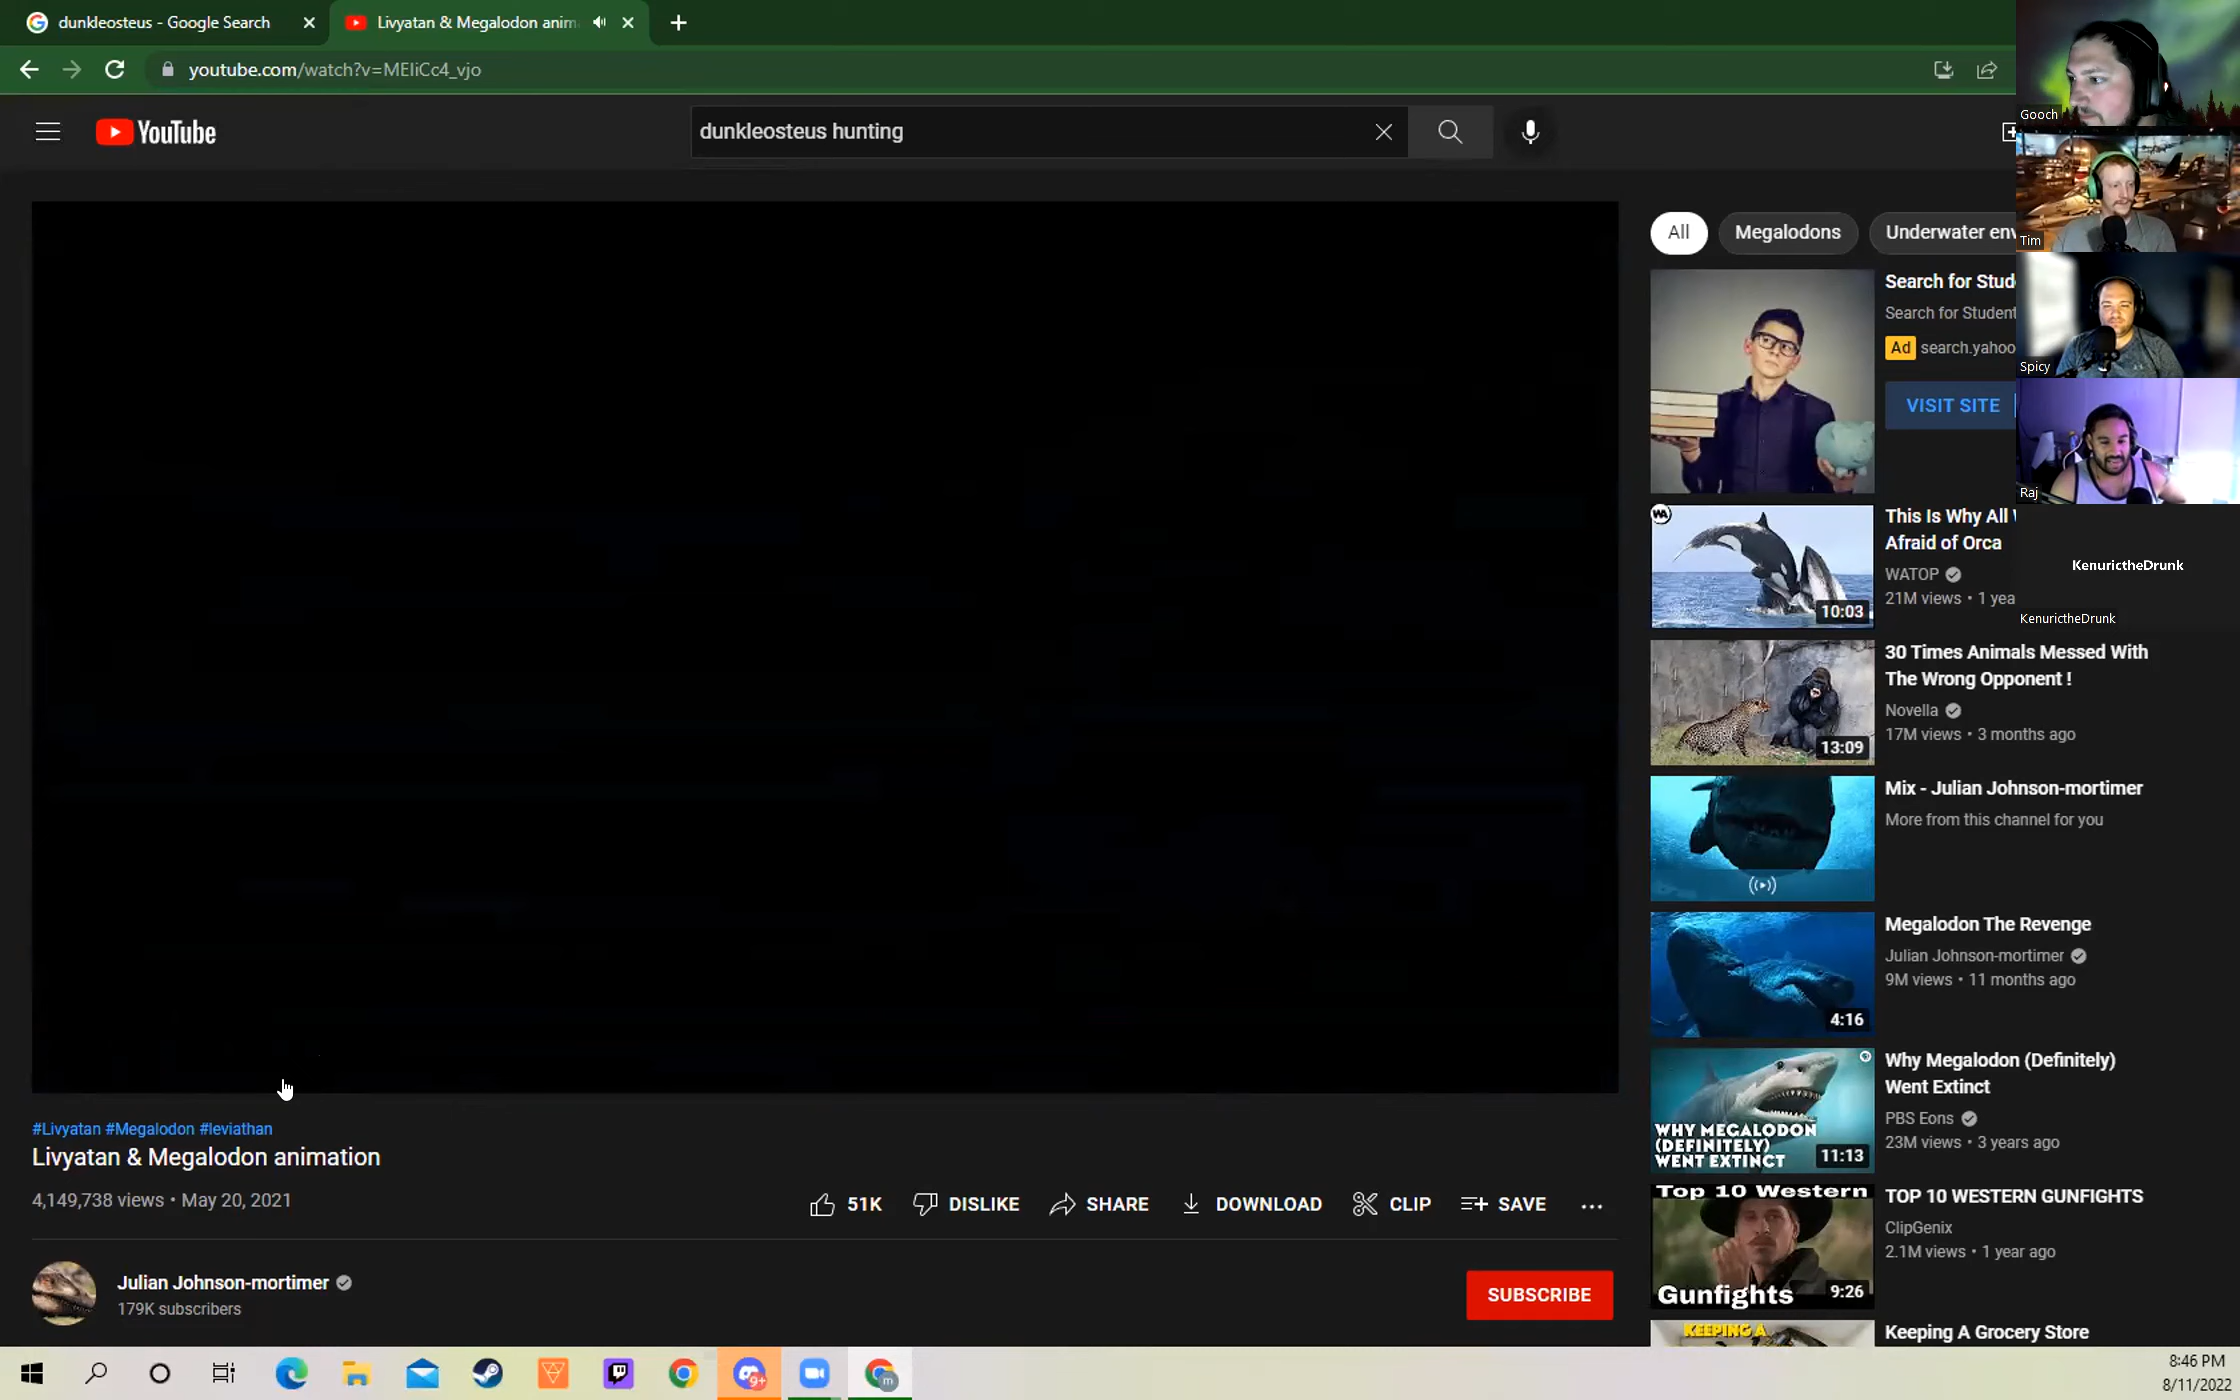 dunkleosteus - Google Search
Livyatan & Megalodon anim
youtube.com/watch?v=MEIiCc4_vjo
YouTube
dunkleosteus hunting
Gooch
Tim
Spicy
Raj
KenurictheDrunk
KenurictheDrunk
All
Megalodons
Underwater env
Search for Stud
Search for Student
Ad search.yahoo
VISIT SITE
WA
10:03
This Is Why All
Afraid of Orca
WATOP
21M views • 1 yea
13:09
30 Times Animals Messed With
The Wrong Opponent !
Novella
17M views • 3 months ago
Mix - Julian Johnson-mortimer
More from this channel for you
4:16
Megalodon The Revenge
Julian Johnson-mortimer
9M views • 11 months ago
WHY MEGALODON
(DEFINITELY)
WENT EXTINCT
11:13
Why Megalodon (Definitely)
Went Extinct
PBS Eons
23M views • 3 years ago
Top 10 Western
Gunfights
9:26
TOP 10 WESTERN GUNFIGHTS
ClipGenix
2.1M views • 1 year ago
KEEPING A
Keeping A Grocery Store
#Livyatan #Megalodon #leviathan
Livyatan & Megalodon animation
4,149,738 views • May 20, 2021
51K
DISLIKE
SHARE
DOWNLOAD
CLIP
SAVE
Julian Johnson-mortimer
179K subscribers
SUBSCRIBE
9+
m
8:46 PM
8/11/2022